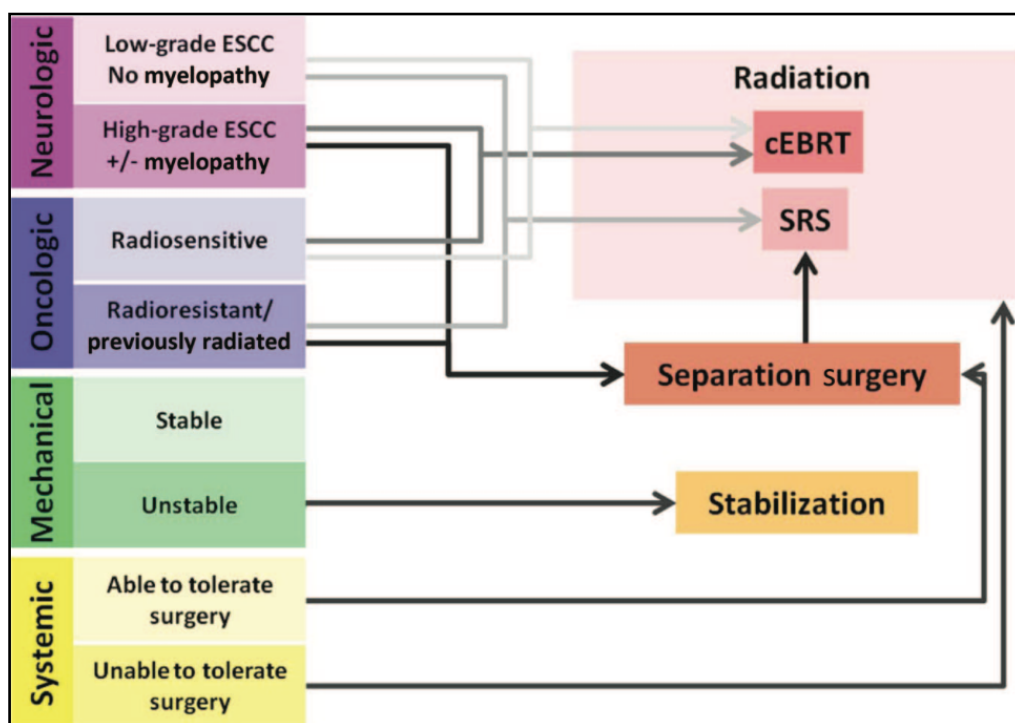 Neurologic
Low-grade ESCC
No myelopathy
High-grade ESCC
+/- myelopathy
Oncologic
Radiosensitive
Radioresistant/
previously radiated
Mechanical
Stable
Unstable
Systemic
Able to tolerate
surgery
Unable to tolerate
surgery
Radiation
cEBRT
SRS
Separation surgery
Stabilization